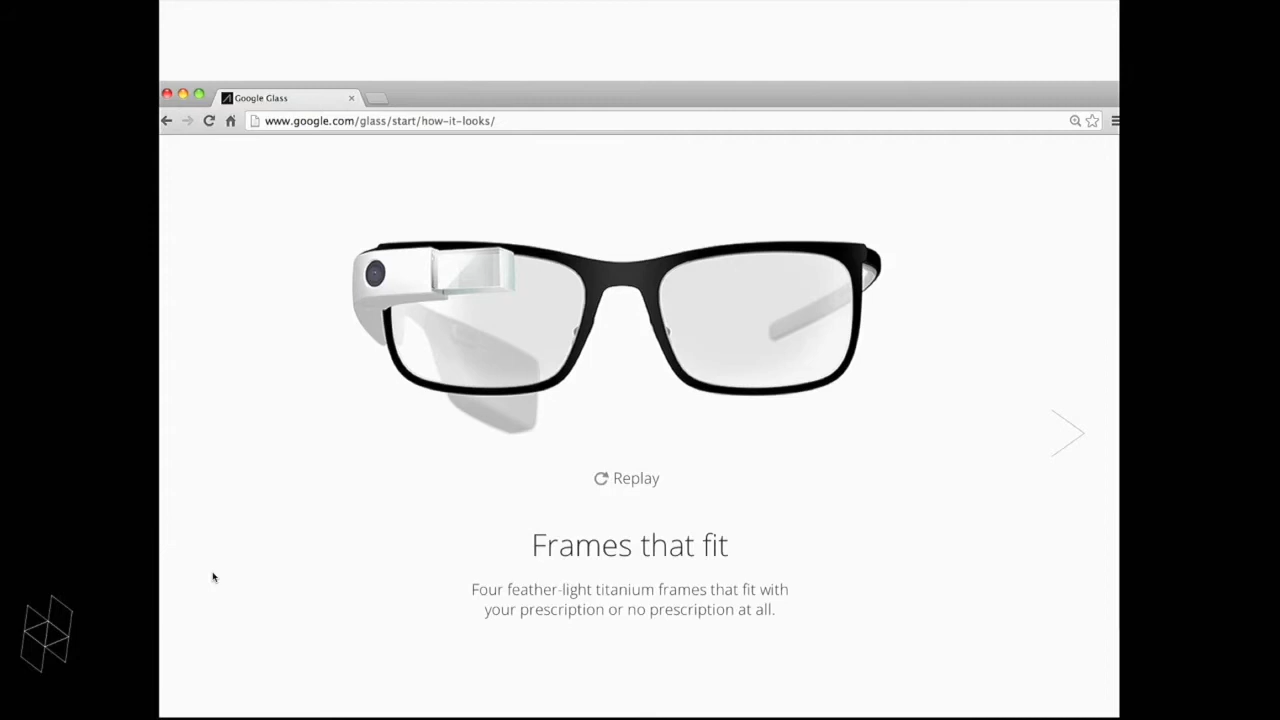 Google Glass
www.google.com/glass/start/how-it-looks/
Replay
Frames that fit
Four feather-light titanium frames that fit with
your prescription or no prescription at all.